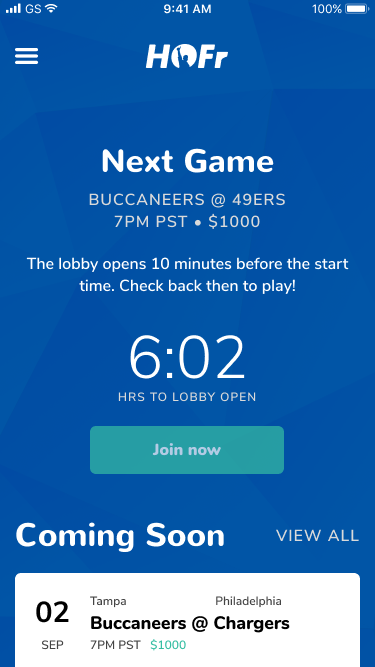 GS 9:41 AM 100%
HOFr
Next Game
BUCCANEERS @ 49ERS
7PM PST • $1000
The lobby opens 10 minutes before the start
time. Check back then to play!
6:02
HRS TO LOBBY OPEN
Join now
Coming Soon VIEW ALL
Tampa Philadelphia
02 Buccaneers @ Chargers
SEP 7PM PST $1000